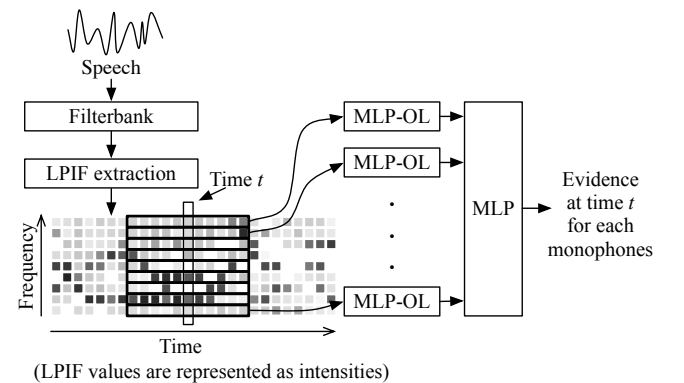 Speech
Filterbank
LPIF extraction
Time t
Frequency
Time
(LPIF values are represented as intensities)
MLP-OL
MLP-OL
MLP-OL
MLP
Evidence
at time t
for each
monophones